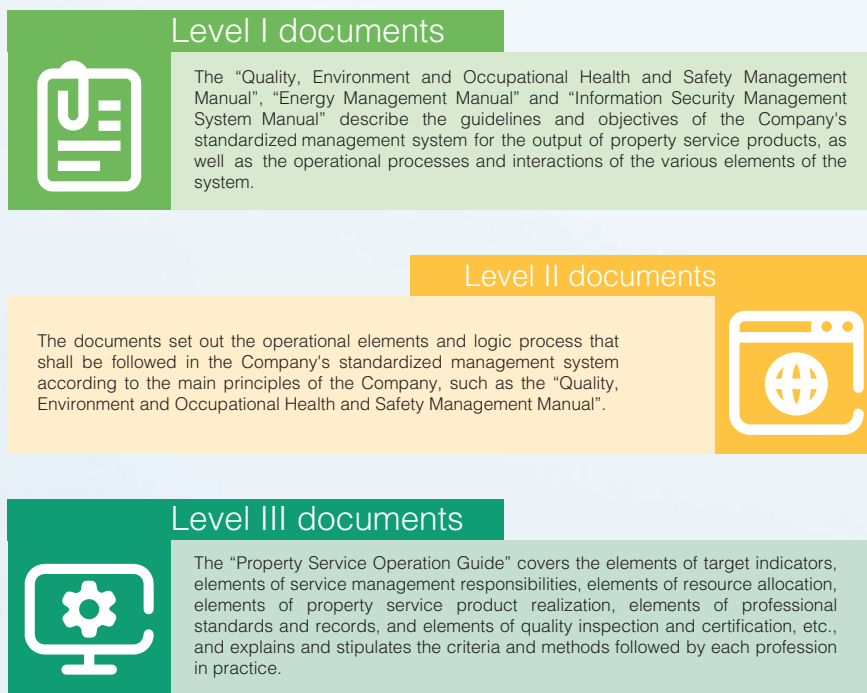 Level I documents
The “Quality, Environment and Occupational Health and Safety Management
Manual”, “Energy Management Manual” and “Information Security Management
System Manual” describe the guidelines and objectives of the Company's
standardized management system for the output of property service products, as
well as the operational processes and interactions of the various elements of the
system.
Level II documents
The documents set out the operational elements and logic process that
shall be followed in the Company's standardized management system
according to the main principles of the Company, such as the “Quality,
Environment and Occupational Health and Safety Management Manual”.
Level III documents
The “Property Service Operation Guide” covers the elements of target indicators,
elements of service management responsibilities, elements of resource allocation,
elements of property service product realization, elements of professional
standards and records, and elements of quality inspection and certification, etc.,
and explains and stipulates the criteria and methods followed by each profession
in practice.